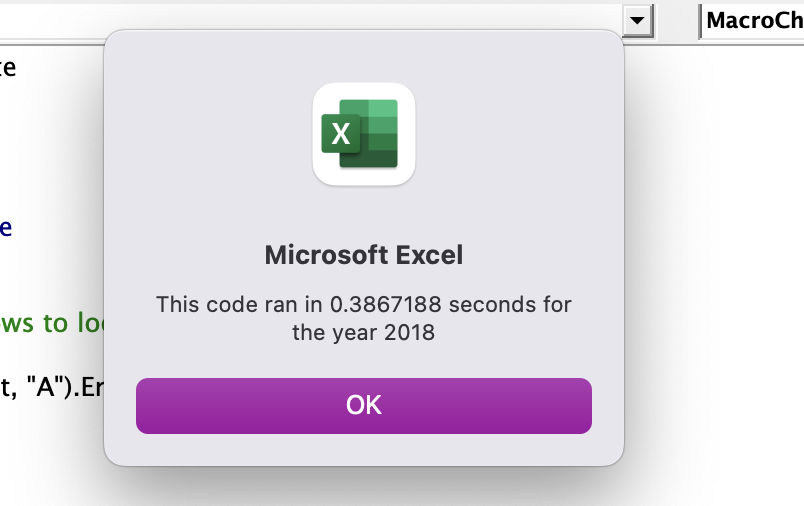 MacroCh
te
e
ws to loo
t, "A").Er
X
Microsoft Excel
This code ran in 0.3867188 seconds for
the year 2018
OK